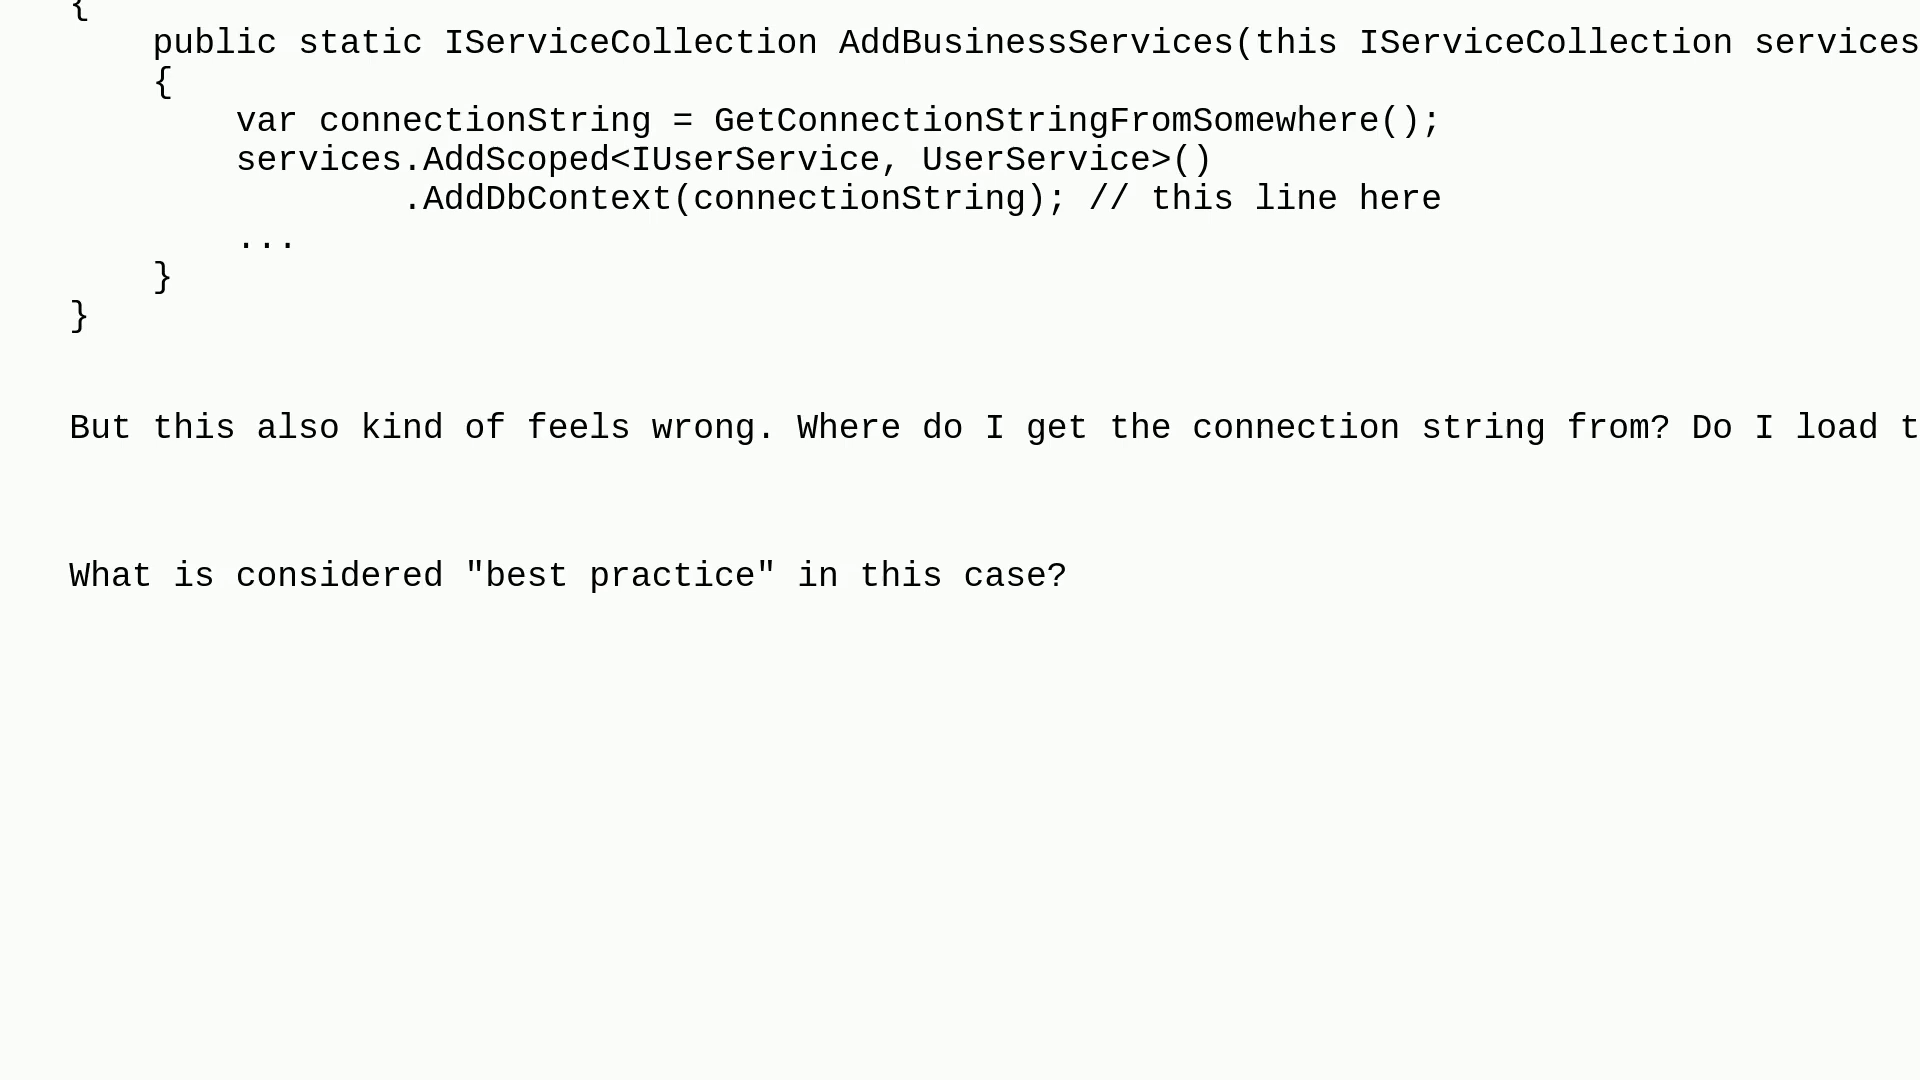 {
public static IServiceCollection AddBusinessServices(this IServiceCollection services
{
var connectionString = GetConnectionStringFromSomewhere();
services.AddScoped<IUserService, UserService>()
.AddDbContext(connectionString); // this line here
...
}
}
But this also kind of feels wrong. Where do I get the connection string from? Do I load t
What is considered "best practice" in this case?